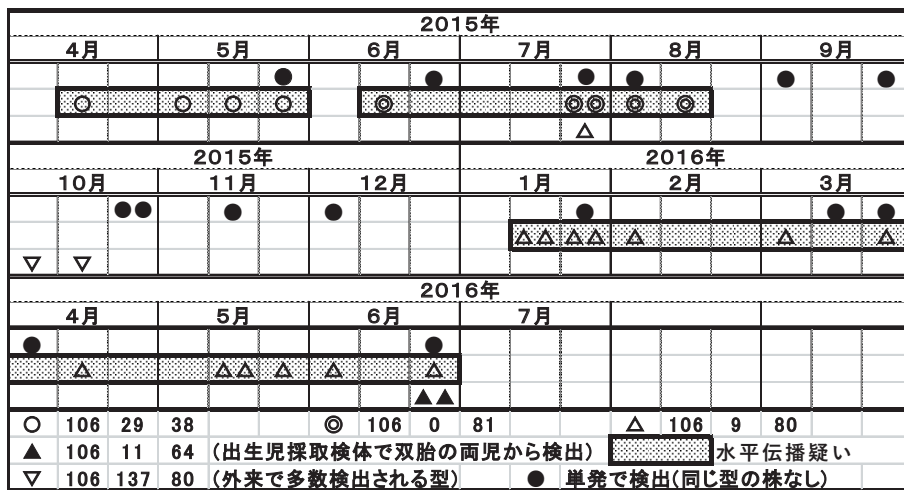 2015年
4月 5月 6月 7月 8月 9月
2015年 2016年
10月 11月 12月 1月 2月 3月
2016年
4月 5月 6月 7月
○ 106 29 38 ◎ 106 0 81 △ 106 9 80
▲ 106 11 64 (出生児採取検体で双胎の両児から検出) 水平伝播疑い
▽ 106 137 80 (外来で多数検出される型) ● 単発で検出(同じ型の株なし)